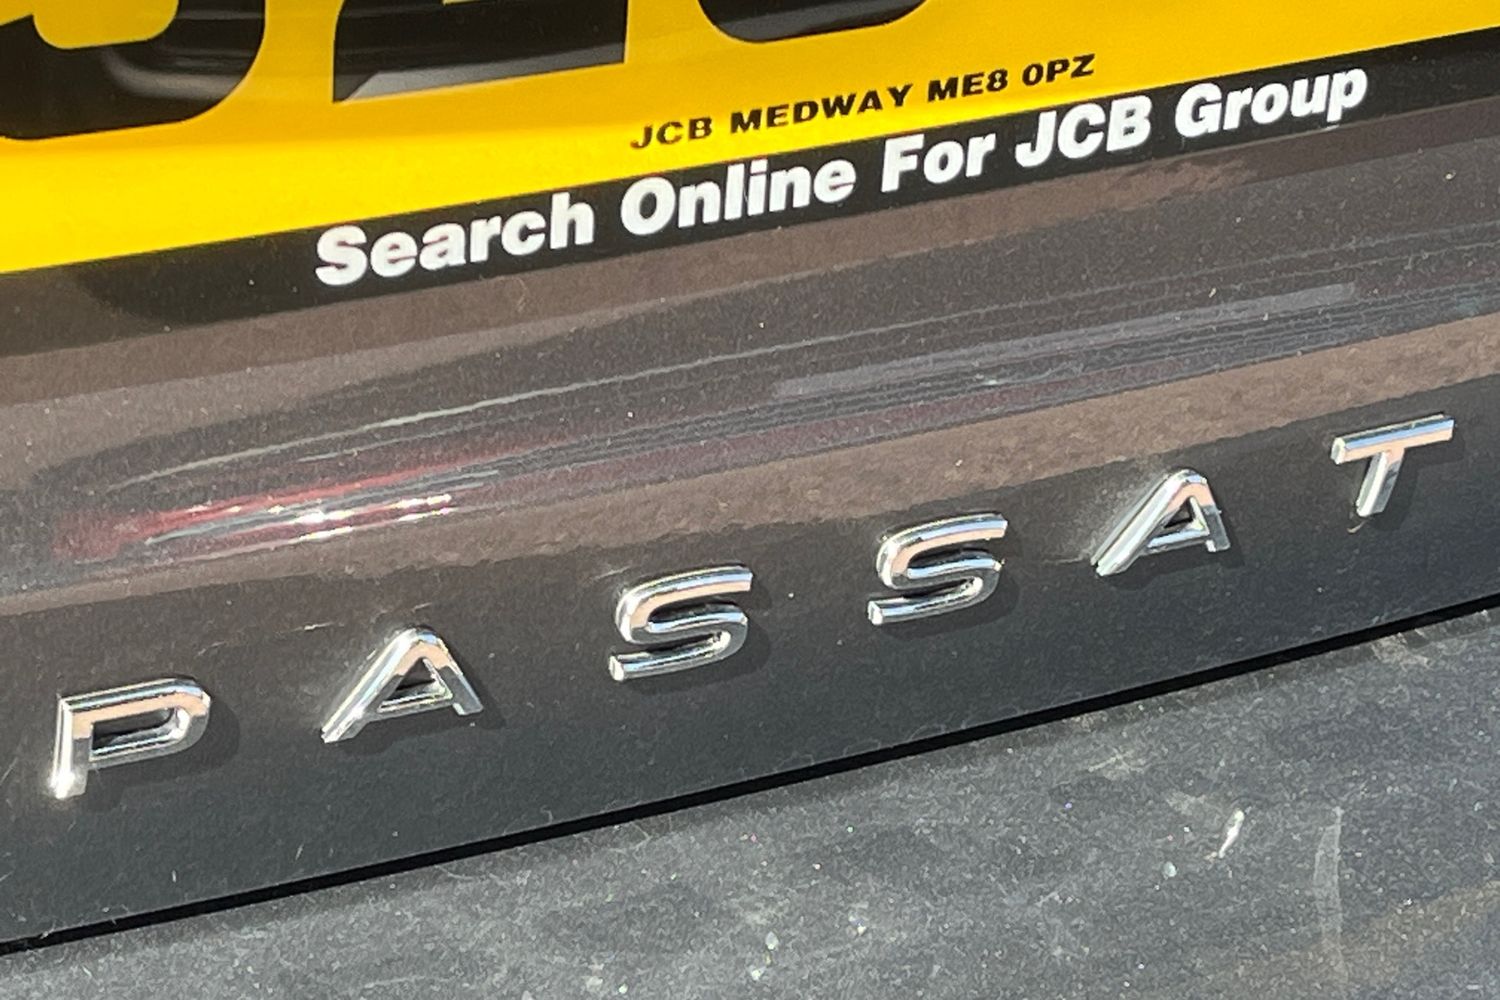 JCB MEDWAY ME8 0PZ
Search Online For JCB Group
PASSAT